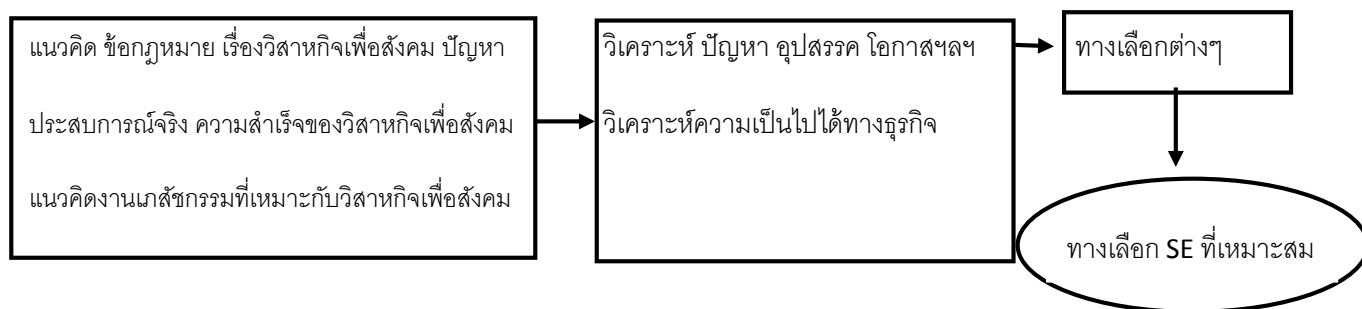 แนวคิด ข้อกฎหมาย เรื่องวิสาหกิจเพื่อสังคม ปัญหา
ประสบการณ์จริง ความสำเร็จของวิสาหกิจเพื่อสังคม
แนวคิดงานเภสัชกรรมที่เหมาะกับวิสาหกิจเพื่อสังคม
วิเคราะห์ ปัญหา อุปสรรค โอกาสฯลฯ
วิเคราะห์ความเป็นไปได้ทางธุรกิจ
ทางเลือกต่างๆ
ทางเลือก SE ที่เหมาะสม